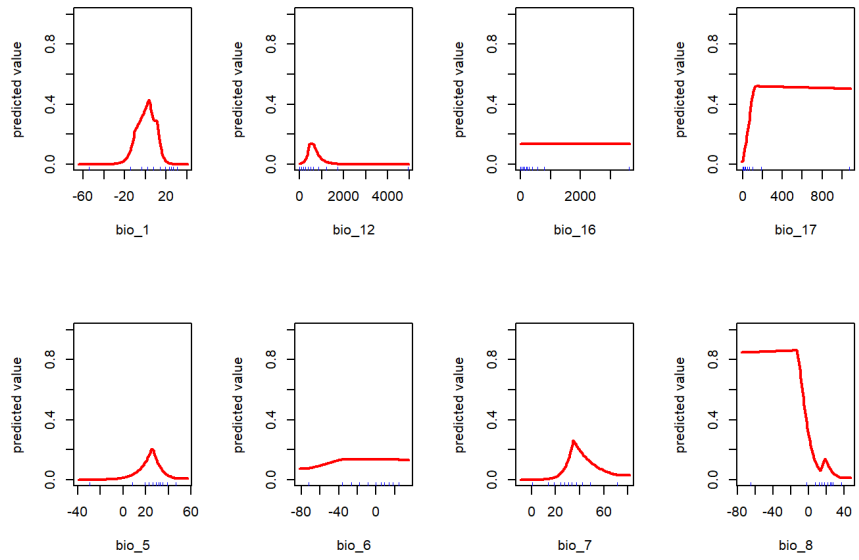 predicted value
0.0 0.4 0.8
-60 -20 20
bio_1
predicted value
0.0 0.4 0.8
0 2000 4000
bio_12
predicted value
0.0 0.4 0.8
0 2000
bio_16
predicted value
0.0 0.4 0.8
0 400 800
bio_17
predicted value
0.0 0.4 0.8
-40 0 20 60
bio_5
predicted value
0.0 0.4 0.8
-80 -40 0
bio_6
predicted value
0.0 0.4 0.8
0 20 60
bio_7
predicted value
0.0 0.4 0.8
-80 -40 0 40
bio_8